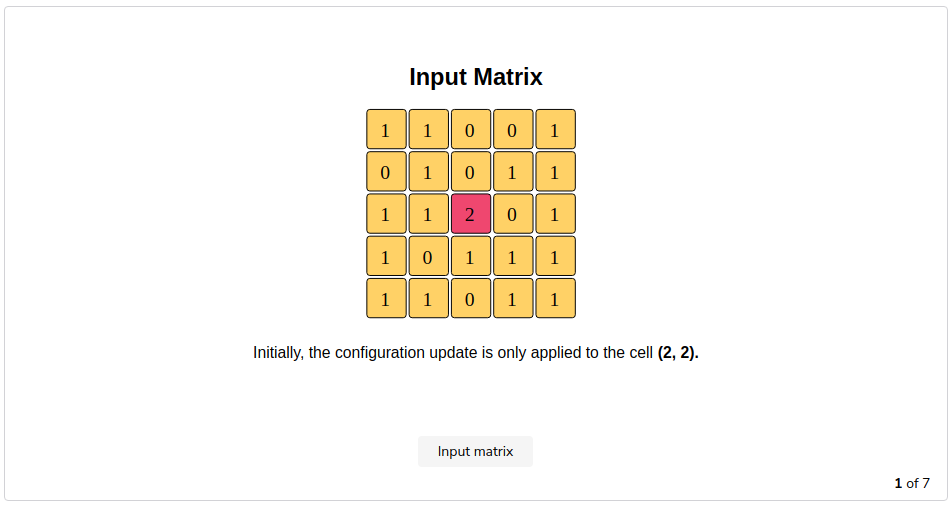 Input Matrix
1 1 0 0 1
0 1 0 1 1
1 1 2 0 1
1 0 1 1 1
1 1 0 1 1
Initially, the configuration update is only applied to the cell (2, 2).
Input matrix
1 of 7